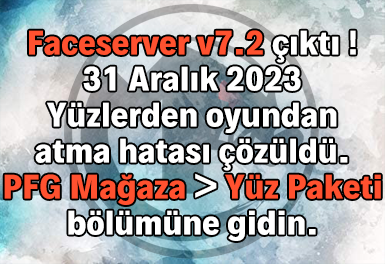 Faceserver v7.2 çıktı !
31 Aralık 2023
Yüzlerden oyundan
atma hatası çözüldü.
PFG Mağaza > Yüz Paketi
bölümüne gidin.